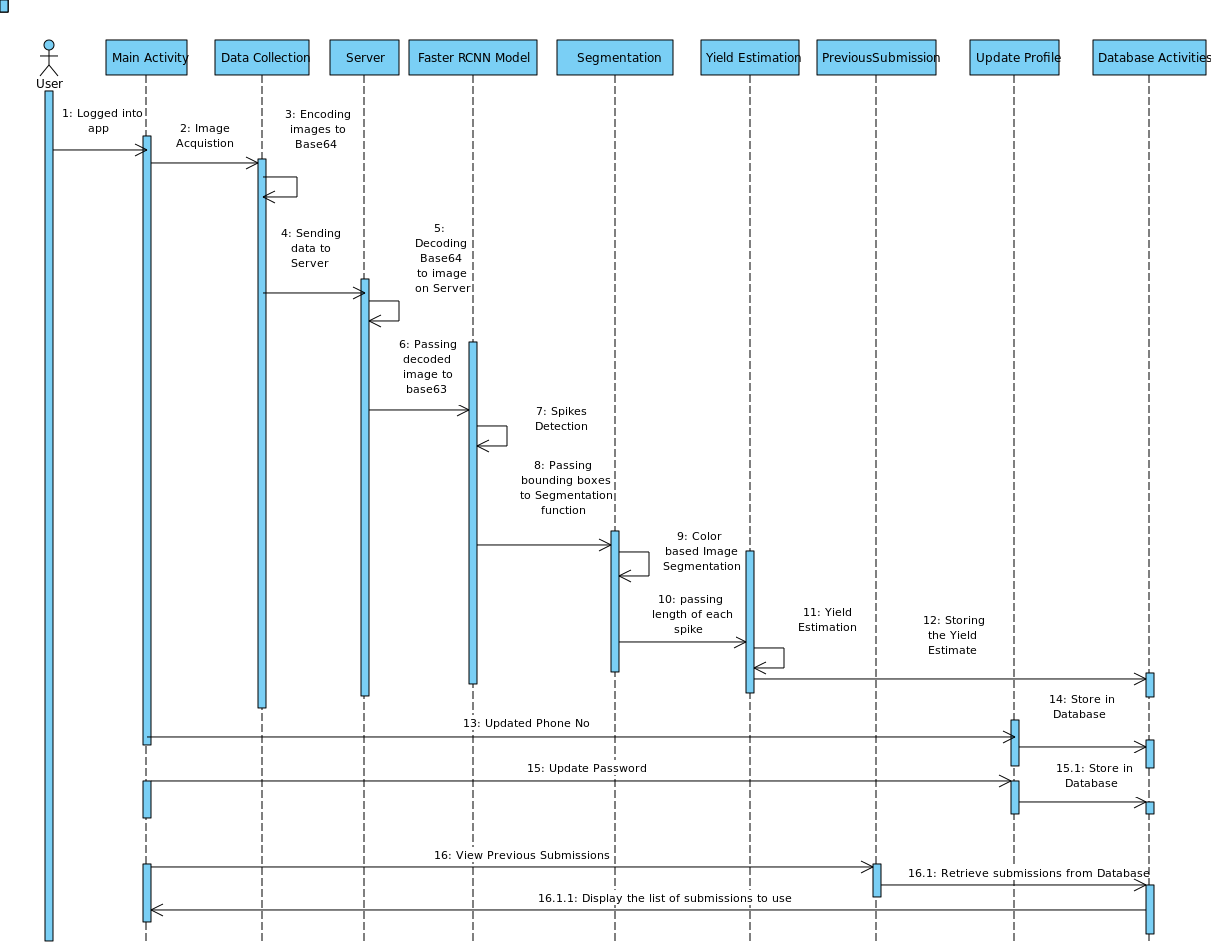 User
Main Activity
Data Collection
Server
Faster RCNN Model
Segmentation
Yield Estimation
PreviousSubmission
Update Profile
Database Activities
1: Logged into
app
2: Image
Acquistion
3: Encoding
images to
Base64
4: Sending
data to
Server
5:
Decoding
Base64
to image
on Server
6: Passing
decoded
image to
base63
7: Spikes
Detection
8: Passing
bounding boxes
to Segmentation
function
9: Color
based Image
Segmentation
10: passing
length of each
spike
11: Yield
Estimation
12: Storing
the Yield
Estimate
13: Updated Phone No
14: Store in
Database
15: Update Password
15.1: Store in
Database
16: View Previous Submissions
16.1: Retrieve submissions from Database
16.1.1: Display the list of submissions to use